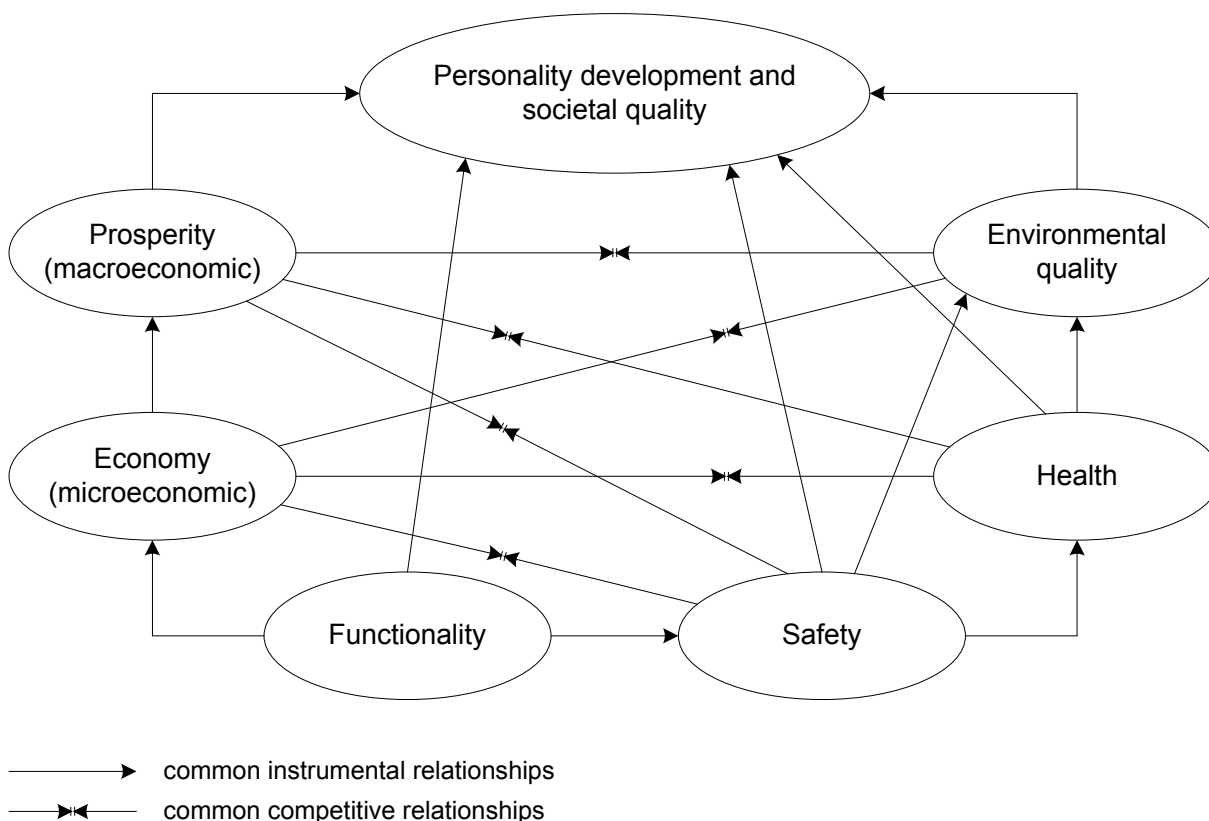 Personality development and
societal quality
Prosperity
(macroeconomic)
Environmental
quality
Economy
(microeconomic)
Health
Functionality
Safety
common instrumental relationships
common competitive relationships